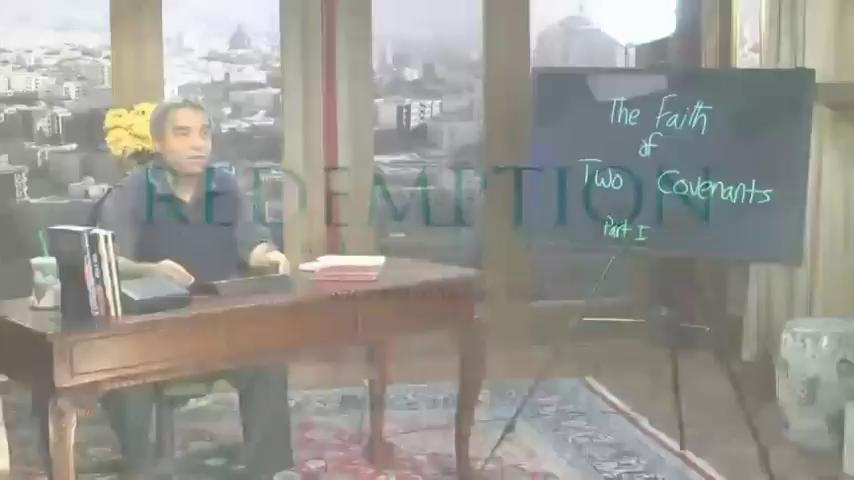 The Faith
of
Two Covenants
Part I
REDEMPTION